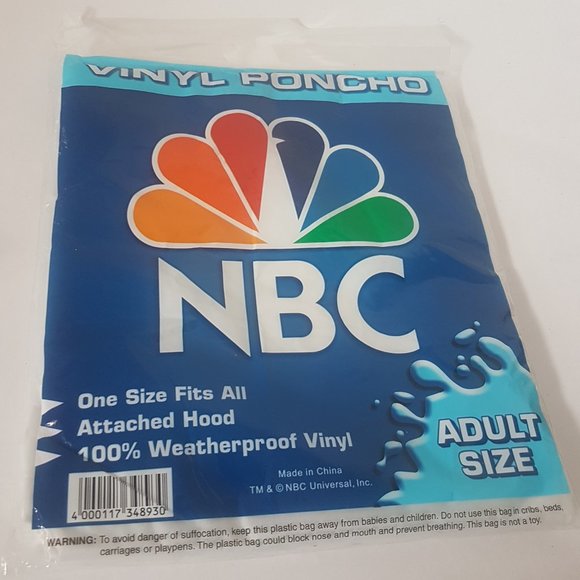 VINYL PONCHO
NBC
One Size Fits All
Attached Hood
100% Weatherproof Vinyl
ADULT
SIZE
Made in China
TM & © NBC Universal, Inc.
4 000117 348930
WARNING: To avoid danger of suffocation, keep this plastic bag away from babies and children. Do not use this bag in cribs, beds,
carriages or playpens. The plastic bag could block nose and mouth and prevent breathing. This bag is not a toy.